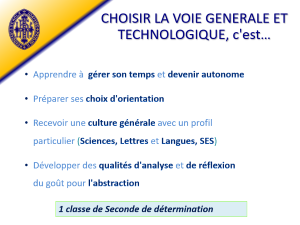 CHOISIR LA VOIE GENERALE ET
TECHNOLOGIQUE, c'est…
• Apprendre à gérer son temps et devenir autonome
• Préparer ses choix d'orientation
• Recevoir une culture générale avec un profil
particulier (Sciences, Lettres et Langues, SES)
• Développer des qualités d'analyse et de réflexion
du goût pour l'abstraction
1 classe de Seconde de détermination